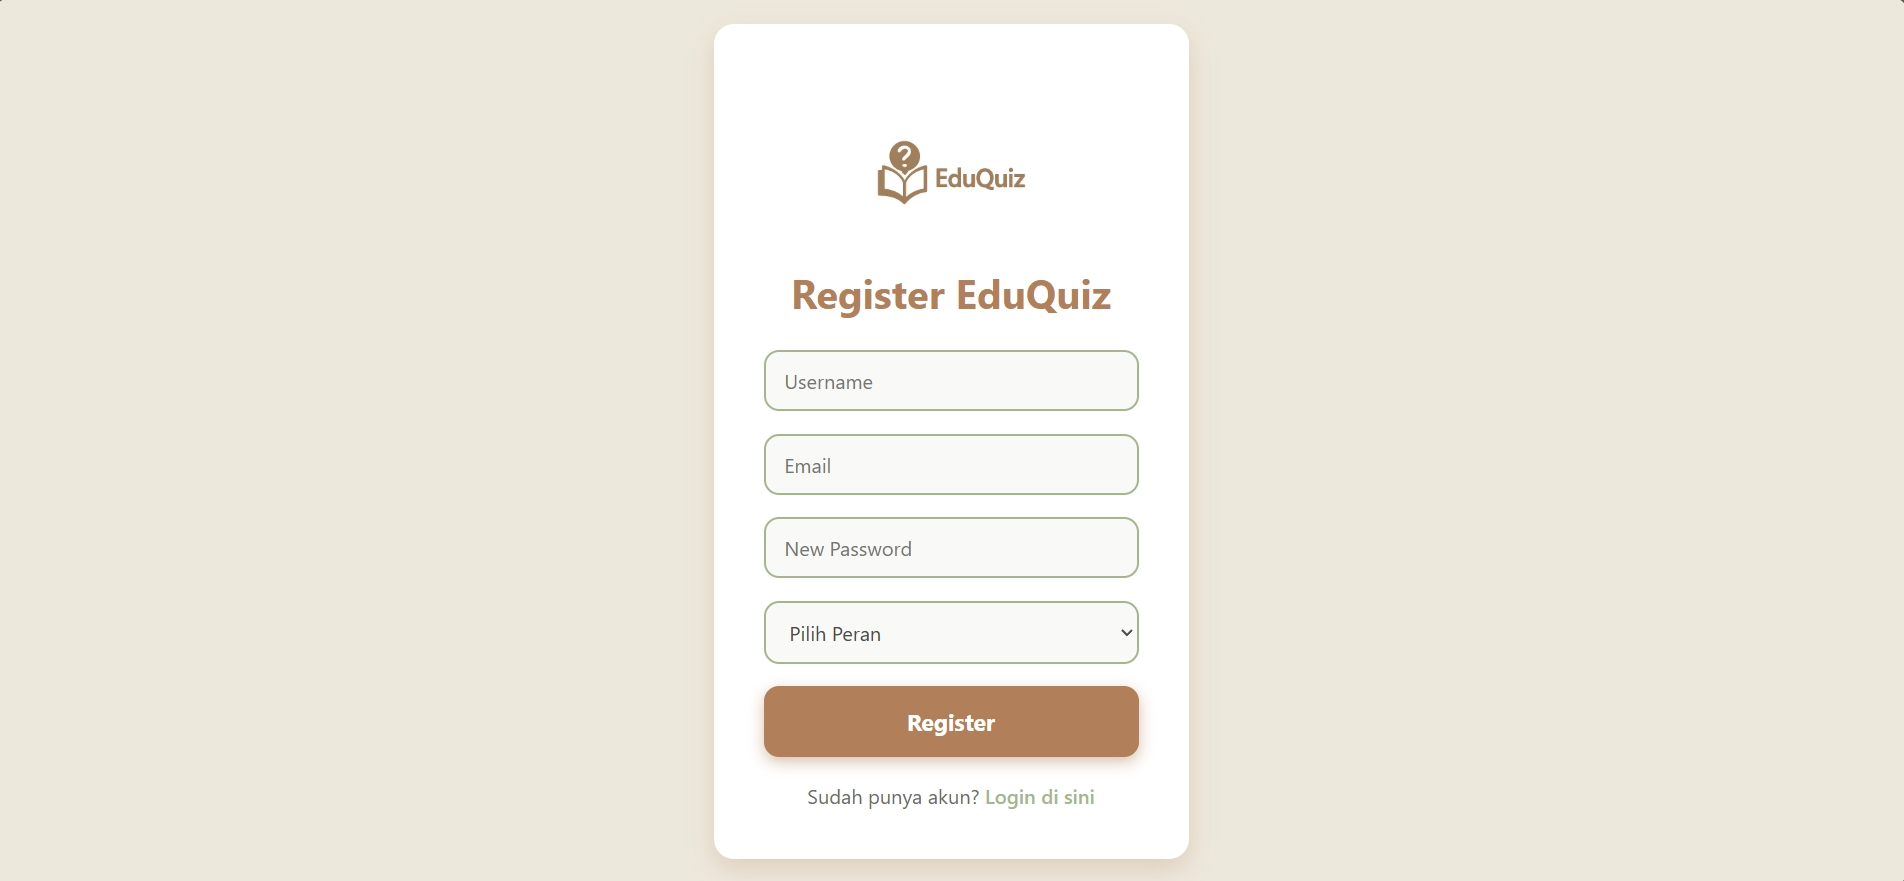 ?
EduQuiz
Register EduQuiz
Username
Email
New Password
Pilih Peran
Register
Sudah punya akun? Login di sini